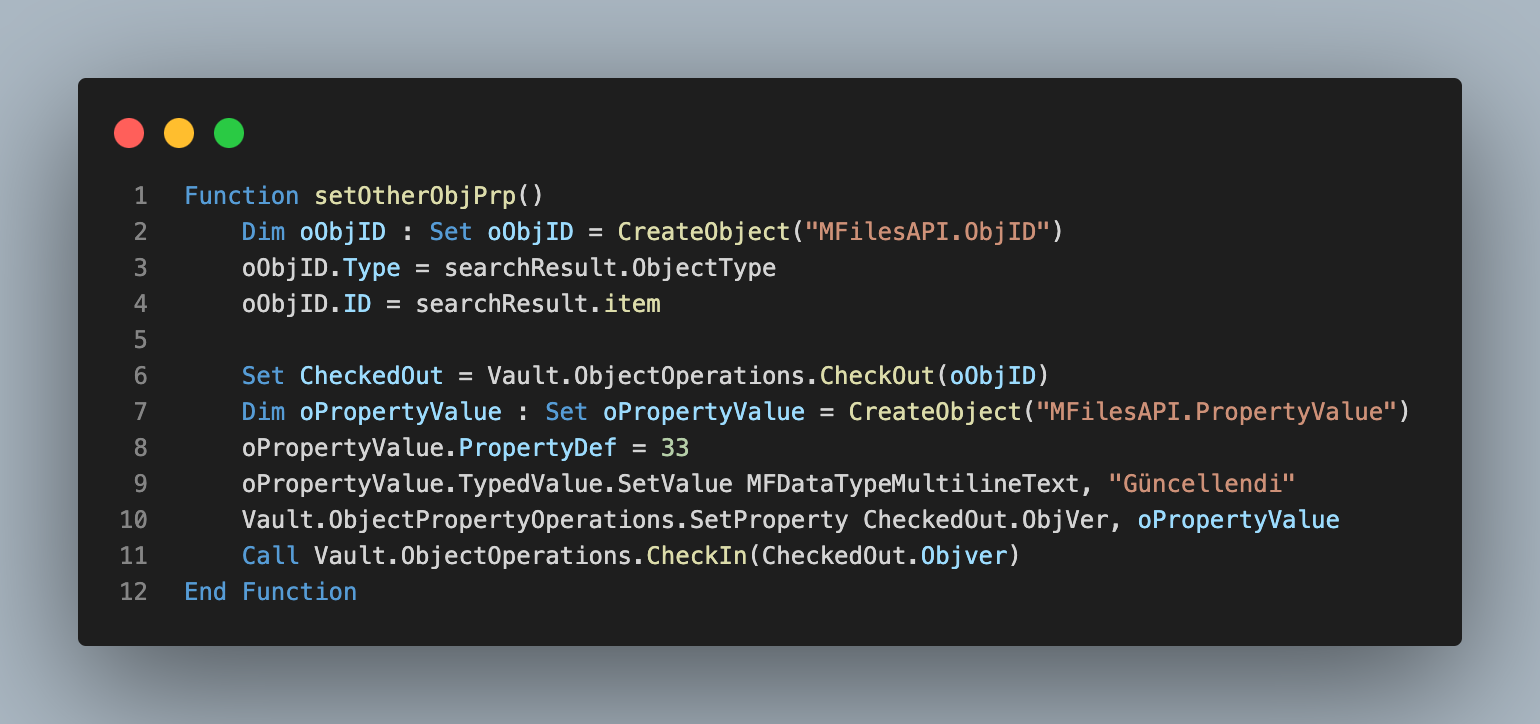 1 Function setOtherObjPrp()
2 Dim oObjID : Set oObjID = CreateObject("MFilesAPI.ObjID")
3 oObjID.Type = searchResult.ObjectType
4 oObjID.ID = searchResult.item
5
6 Set CheckedOut = Vault.ObjectOperations.CheckOut(oObjID)
7 Dim oPropertyValue : Set oPropertyValue = CreateObject("MFilesAPI.PropertyValue")
8 oPropertyValue.PropertyDef = 33
9 oPropertyValue.TypedValue.SetValue MFDataTypeMultilineText, "Güncellendi"
10 Vault.ObjectPropertyOperations.SetProperty CheckedOut.ObjVer, oPropertyValue
11 Call Vault.ObjectOperations.CheckIn(CheckedOut.Objver)
12 End Function